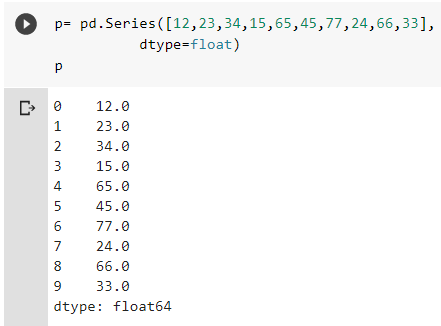 p= pd.Series([12,23,34,15,65,45,77,24,66,33],
dtype=float)
p
0 12.0
1 23.0
2 34.0
3 15.0
4 65.0
5 45.0
6 77.0
7 24.0
8 66.0
9 33.0
dtype: float64